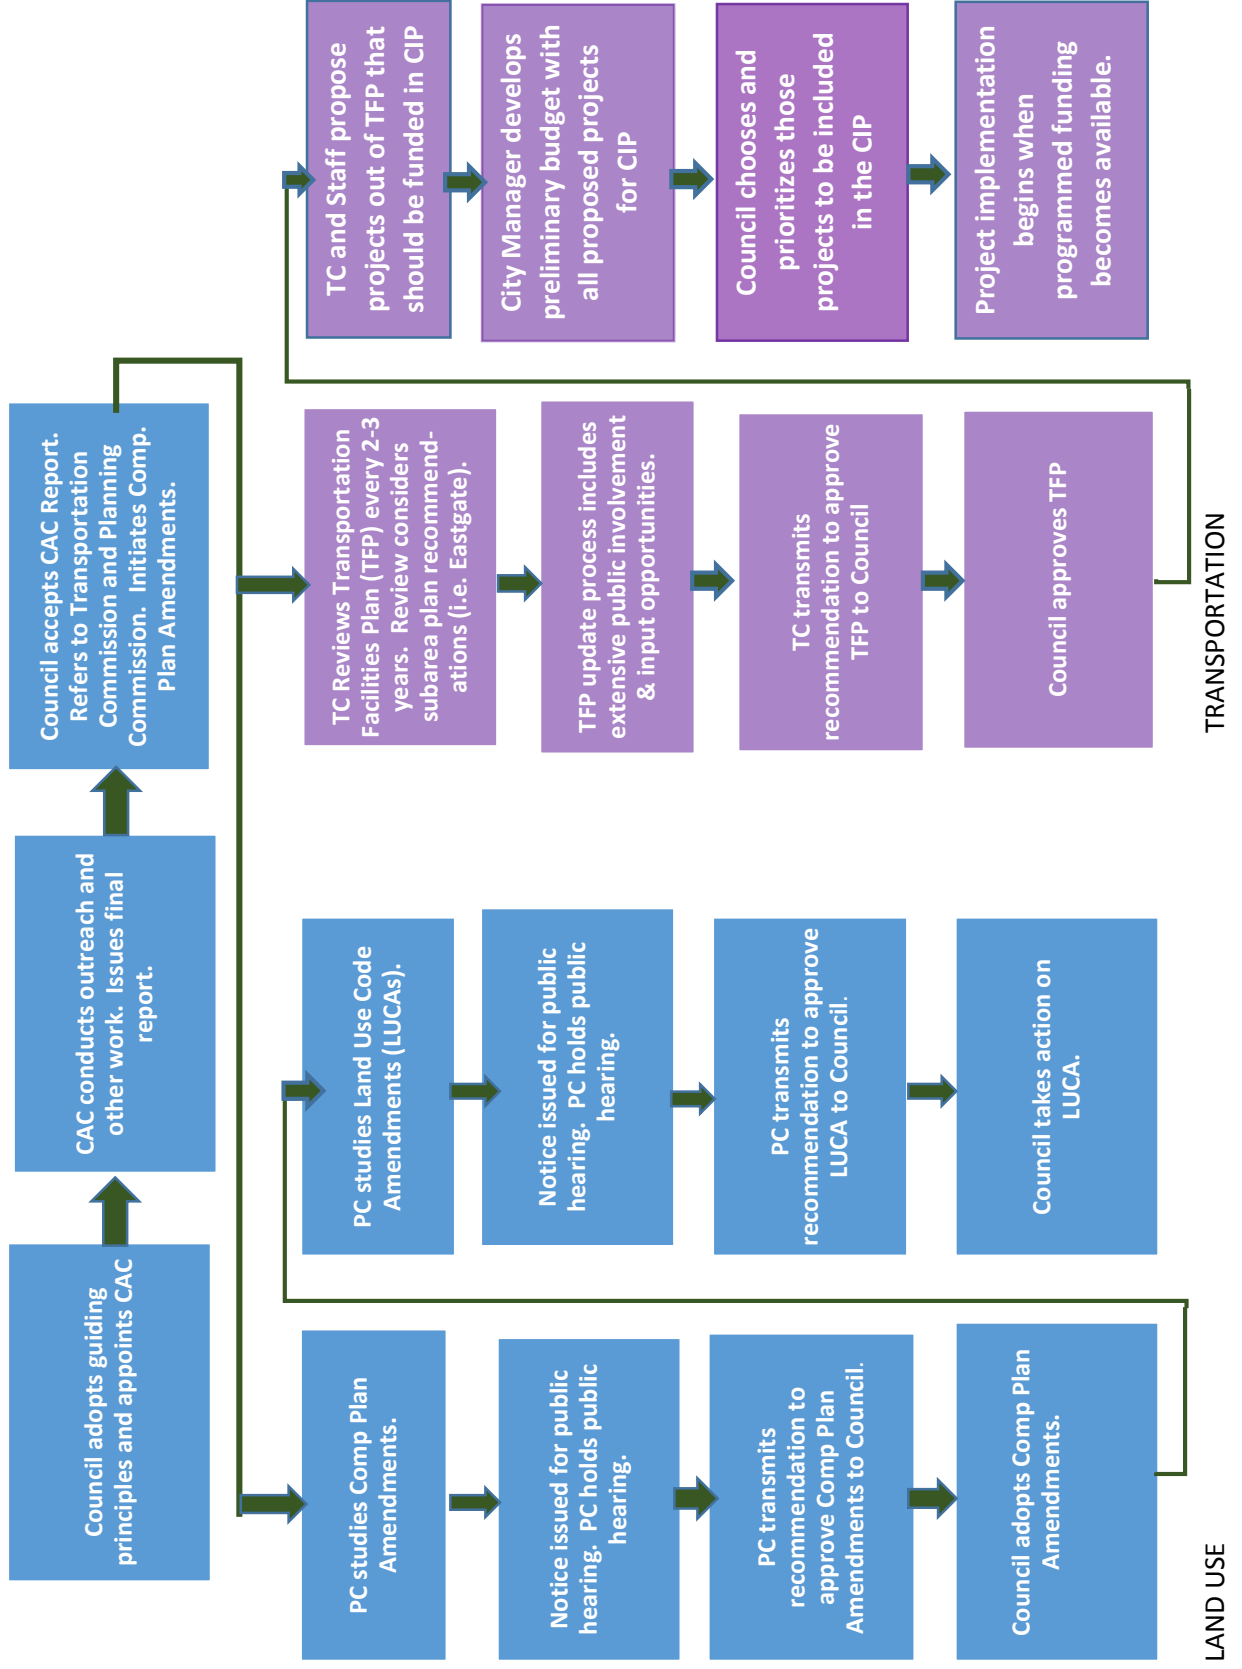 Council adopts guiding
principles and appoints CAC
CAC conducts outreach and
other work.  Issues final
report.
Council accepts CAC Report.
Refers to Transportation
Commission and Planning
Commission.  Initiates Comp.
Plan Amendments.
PC studies Comp Plan
Amendments.
Notice issued for public
hearing.  PC holds public
hearing.
PC transmits
recommendation to
approve Comp Plan
Amendments to Council.
Council adopts Comp Plan
Amendments.
PC studies Land Use Code
Amendments (LUCAs).
Notice issued for public
hearing.  PC holds public
hearing.
PC transmits
recommendation to approve
LUCA to Council.
Council takes action on
LUCA.
TC Reviews Transportation
Facilities Plan (TFP) every 2-3
years.  Review considers
subarea plan recommend-
ations (i.e. Eastgate).
TFP update process includes
extensive public involvement
& input opportunities.
TC transmits
recommendation to approve
TFP to Council
Council approves TFP
TC and Staff propose
projects out of TFP that
should be funded in CIP
City Manager develops
preliminary budget with
all proposed projects
for CIP
Council chooses and
prioritizes those
projects to be included
in the CIP
Project implementation
begins when
programmed funding
becomes available.
LAND USE
TRANSPORTATION